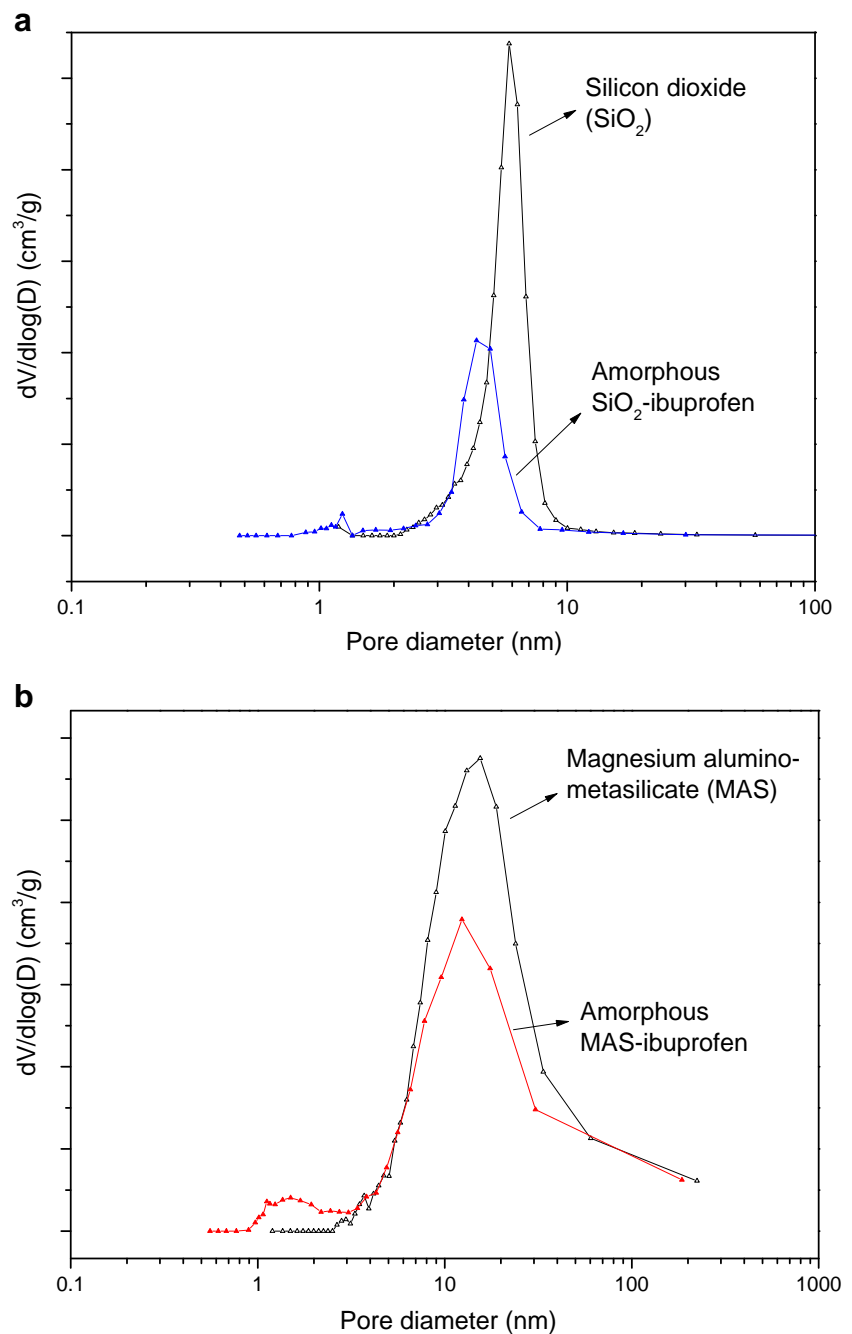 a
Silicon dioxide
(SiO₂)
Amorphous
SiO₂-ibuprofen
dV/dlog(D) (cm³/g)
0.1 1 10 100
Pore diameter (nm)
b
Magnesium alumino-
metasilicate (MAS)
Amorphous
MAS-ibuprofen
dV/dlog(D) (cm³/g)
0.1 1 10 100 1000
Pore diameter (nm)